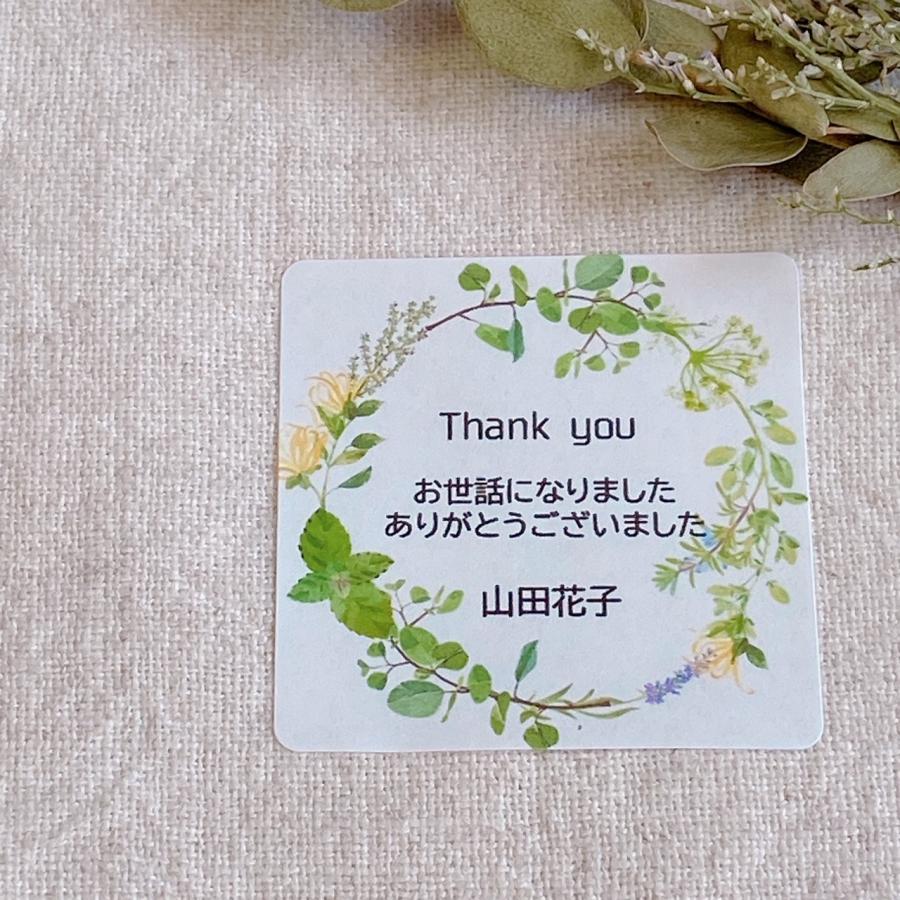 Thank you
お世話になりました
ありがとうございました
山田花子